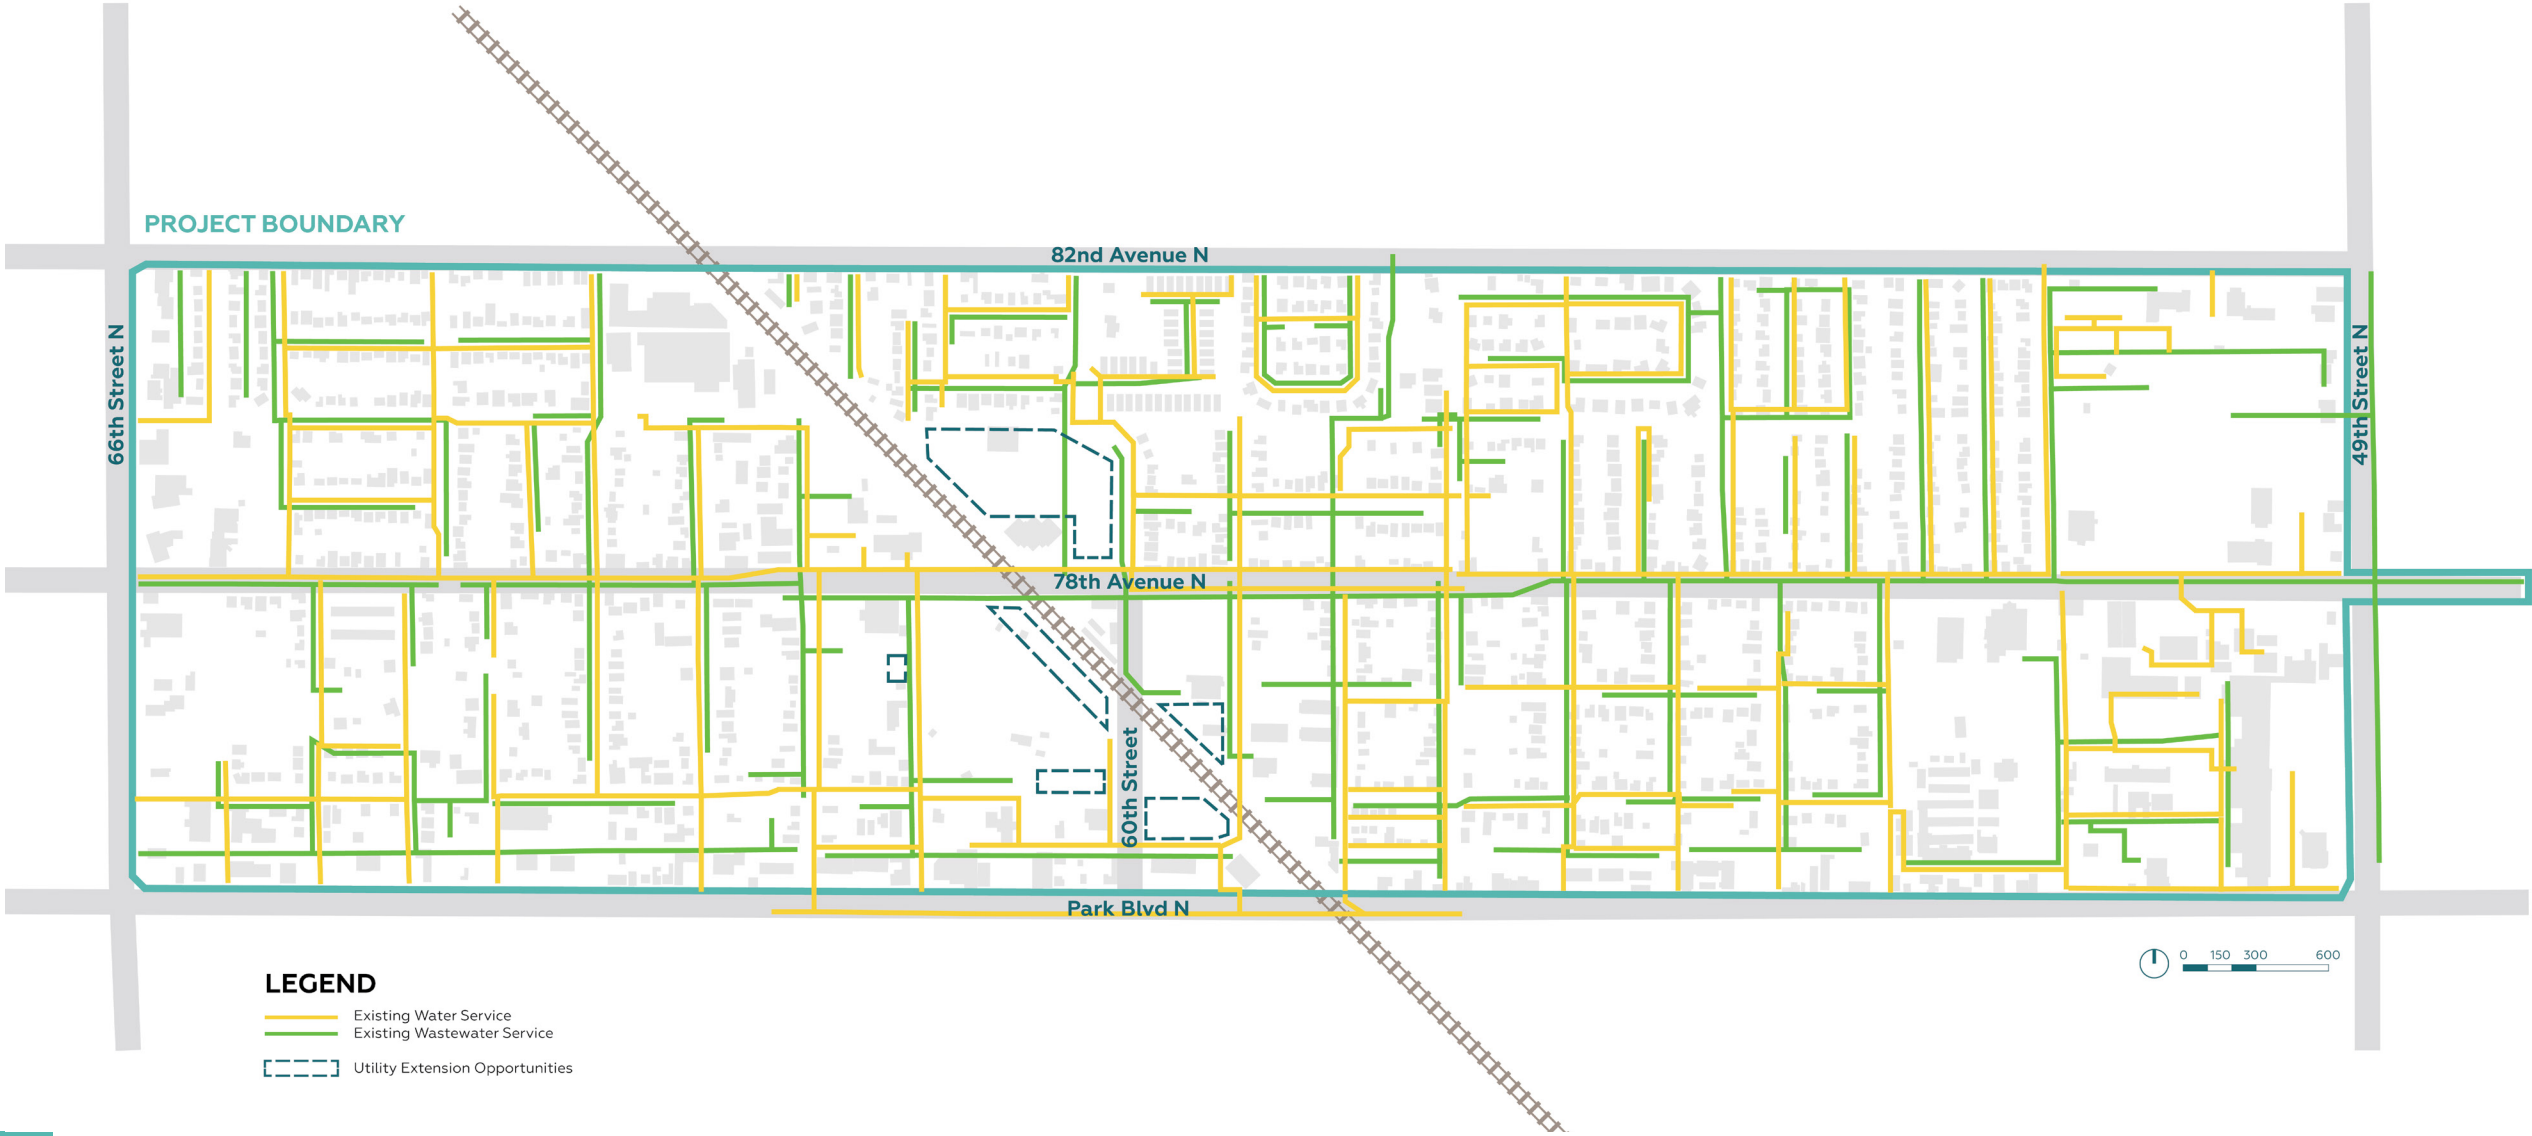 PROJECT BOUNDARY
82nd Avenue N
66th Street N
49th Street N
78th Avenue N
60th Street
Park Blvd N
0 150 300 600
LEGEND
Existing Water Service
Existing Wastewater Service
Utility Extension Opportunities